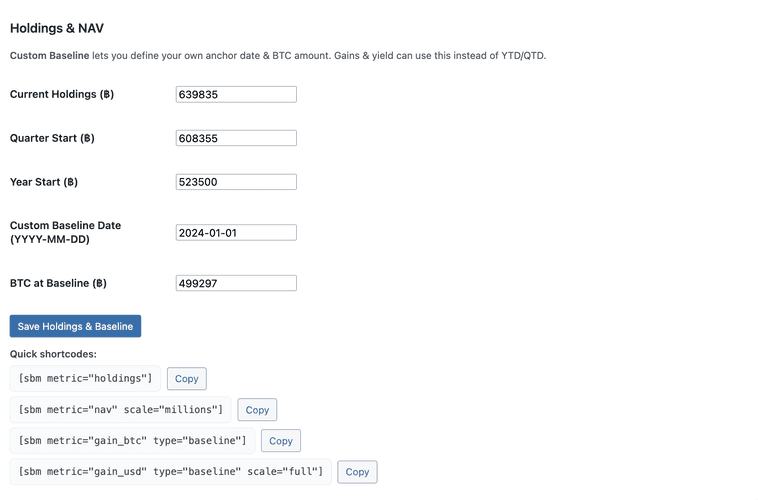 Holdings & NAV
Custom Baseline lets you define your own anchor date & BTC amount. Gains & yield can use this instead of YTD/QTD.
Current Holdings (₿) 639835
Quarter Start (₿) 608355
Year Start (₿) 523500
Custom Baseline Date
(YYYY-MM-DD) 2024-01-01
BTC at Baseline (₿) 499297
Save Holdings & Baseline
Quick shortcodes:
[sbm metric="holdings"] Copy
[sbm metric="nav" scale="millions"] Copy
[sbm metric="gain_btc" type="baseline"] Copy
[sbm metric="gain_usd" type="baseline" scale="full"] Copy